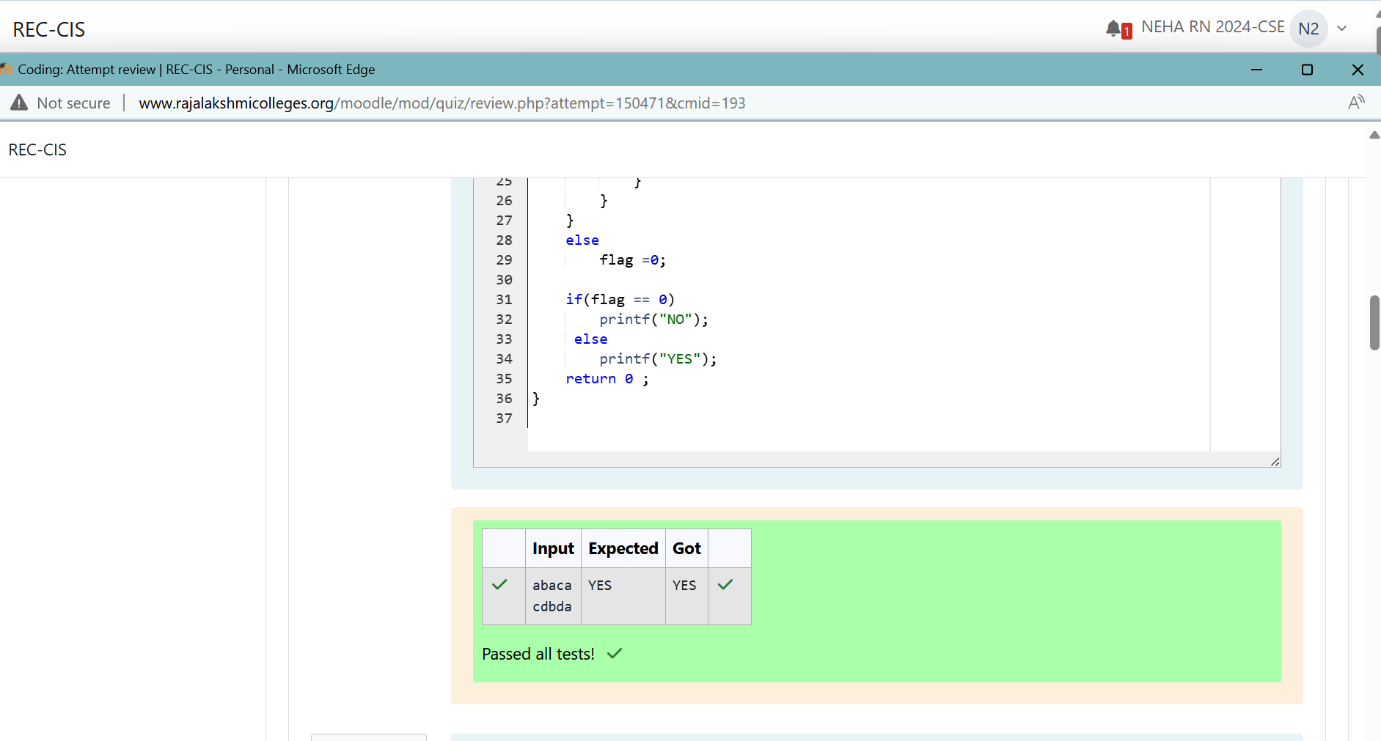 REC-CIS
1 NEHA RN 2024-CSE N2
Coding: Attempt review | REC-CIS - Personal - Microsoft Edge
Not secure | www.rajalakshmicolleges.org/moodle/mod/quiz/review.php?attempt=150471&cmid=193
REC-CIS
25 }
26 }
27 }
28 else
29 flag =0;
30
31 if(flag == 0)
32 printf("NO");
33 else
34 printf("YES");
35 return 0 ;
36 }
37
Input Expected Got
abaca YES YES
cdbda
Passed all tests!